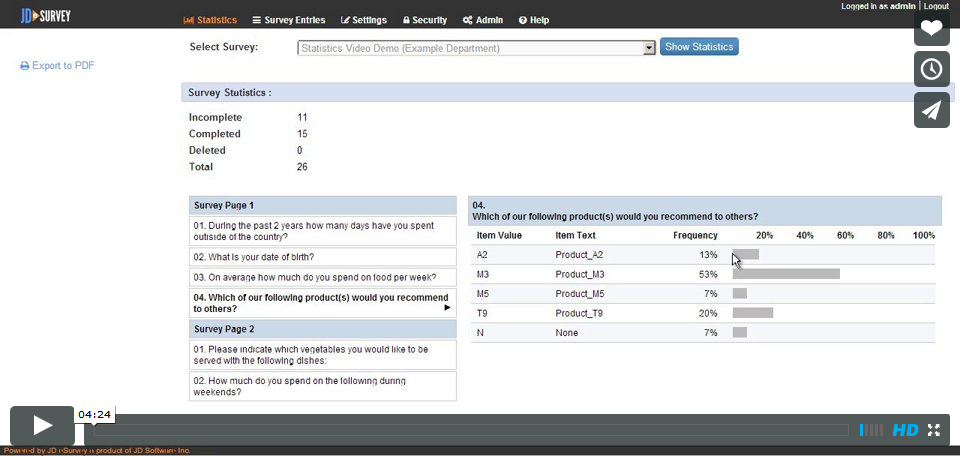 Logged in as admin | Logout
JD SURVEY
Statistics Survey Entries Settings Security Admin Help
Select Survey: Statistics Video Demo (Example Department) Show Statistics
Export to PDF
Survey Statistics :
Incomplete 11
Completed 15
Deleted 0
Total 26
Survey Page 1
01. During the past 2 years how many days have you spent
outside of the country?
02. What is your date of birth?
03. On average how much do you spend on food per week?
04. Which of our following product(s) would you recommend
to others?
Survey Page 2
01. Please indicate which vegetables you would like to be
served with the following dishes:
02. How much do you spend on the following during
weekends?
04.
Which of our following product(s) would you recommend to others?
Item Value Item Text Frequency 20% 40% 60% 80% 100%
A2 Product_A2 13%
M3 Product_M3 53%
M5 Product_M5 7%
T9 Product_T9 20%
N None 7%
04:24
HD
Powered by JD eSurvey a product of JD Software Inc.